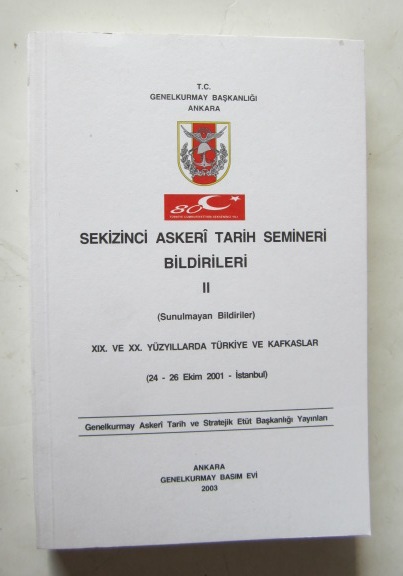 T.C.
GENELKURMAY BAŞKANLIĞI
ANKARA
80
SEKİZİNCİ ASKERÎ TARİH SEMİNERİ
BİLDİRİLERİ
II
(Sunulmayan Bildiriler)
XIX. VE XX. YÜZYILLARDA TÜRKİYE VE KAFKASLAR
(24 - 26 Ekim 2001 - İstanbul)
Genelkurmay Askerî Tarih ve Stratejik Etüt Başkanlığı Yayınları
ANKARA
GENELKURMAY BASIM EVİ
2003